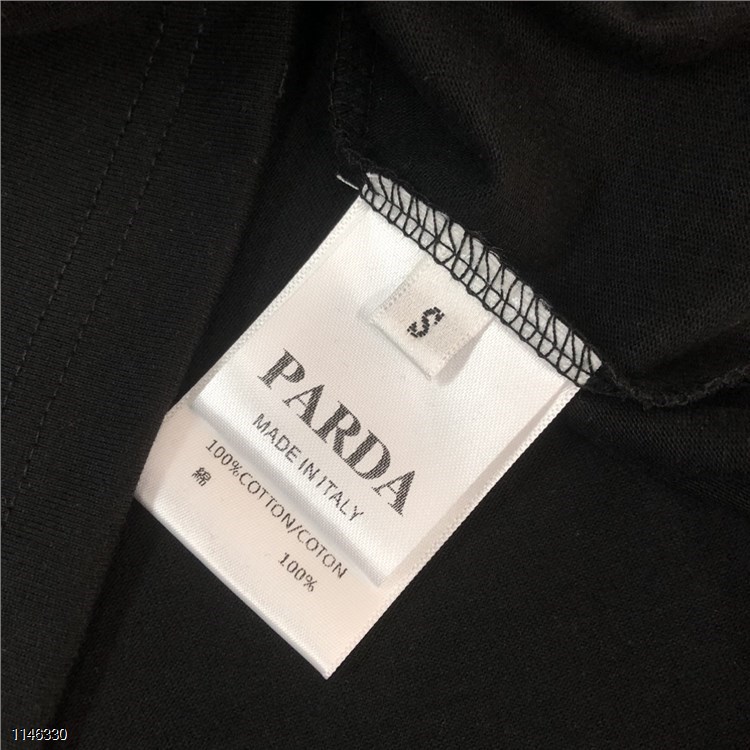 S
PARDA
MADE IN ITALY
100%COTTON/COTON
綿 100%
1146330